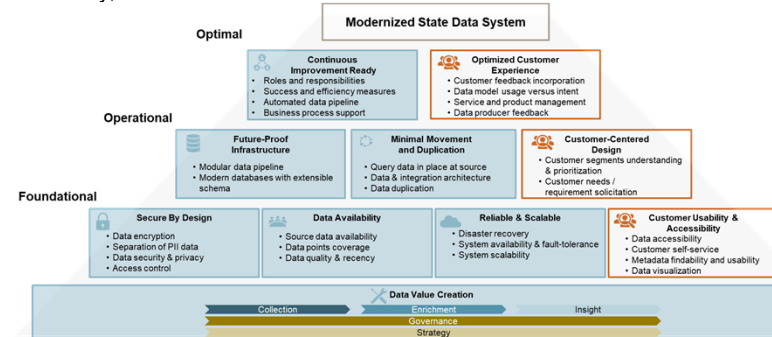 Modernized State Data System
Optimal
Continuous
Improvement Ready
• Roles and responsibilities
• Success and efficiency measures
• Automated data pipeline
• Business process support
Optimized Customer
Experience
• Customer feedback incorporation
• Data model usage versus intent
• Service and product management
• Data producer feedback
Operational
Future-Proof
Infrastructure
• Modular data pipeline
• Modern databases with extensible
schema
Minimal Movement
and Duplication
• Query data in place at source
• Data & integration architecture
• Data duplication
Customer-Centered
Design
• Customer segments understanding
& prioritization
• Customer needs /
requirement solicitation
Foundational
Secure By Design
• Data encryption
• Separation of PII data
• Data security & privacy
• Access control
Data Availability
• Source data availability
• Data points coverage
• Data quality & recency
Reliable & Scalable
• Disaster recovery
• System availability & fault-tolerance
• System scalability
Customer Usability &
Accessibility
• Data accessibility
• Customer self-service
• Metadata findability and usability
• Data visualization
Data Value Creation
Collection
Enrichment
Insight
Governance
Strategy